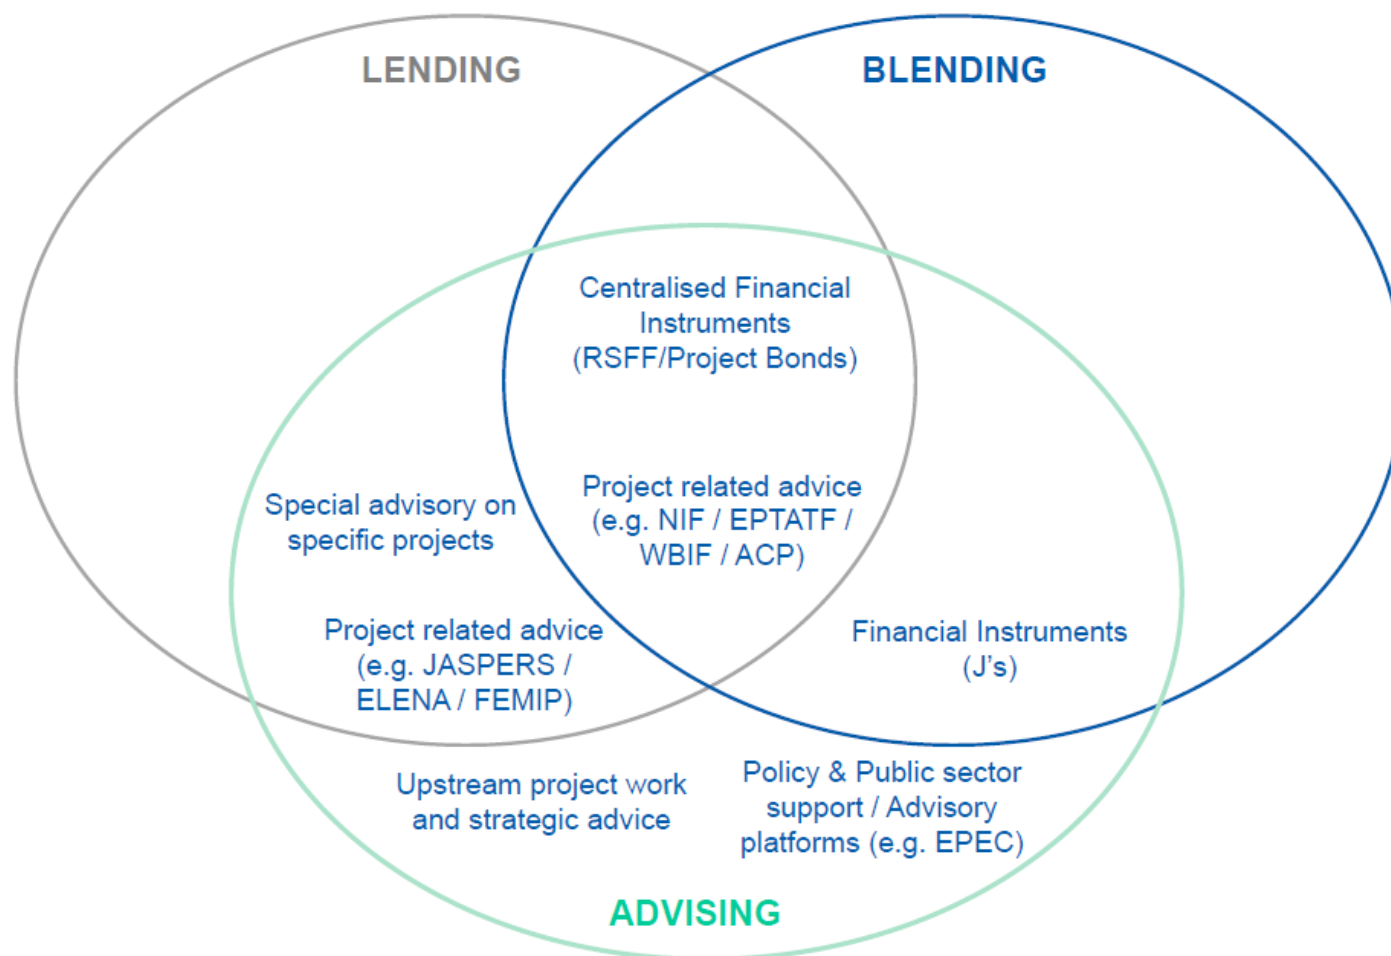 LENDING
BLENDING
Centralised Financial
Instruments
(RSFF/Project Bonds)
Special advisory on
specific projects
Project related advice
(e.g. NIF / EPTATF /
WBIF / ACP)
Project related advice
(e.g. JASPERS /
ELENA / FEMIP)
Financial Instruments
(J's)
Upstream project work
and strategic advice
Policy & Public sector
support / Advisory
platforms (e.g. EPEC)
ADVISING